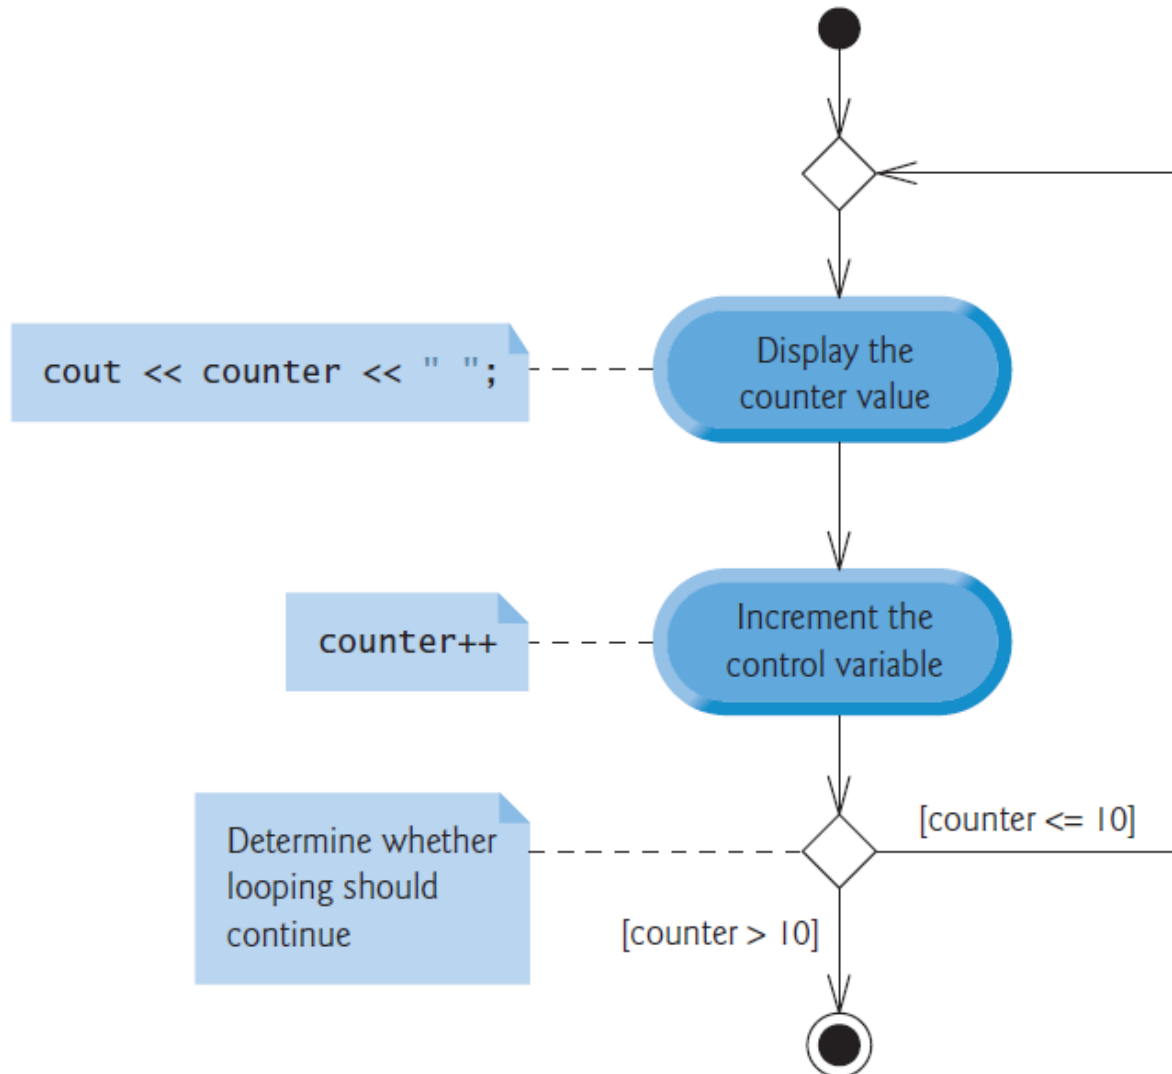 cout << counter << " ";
Display the
counter value
counter++
Increment the
control variable
Determine whether
looping should
continue
[counter <= 10]
[counter > 10]